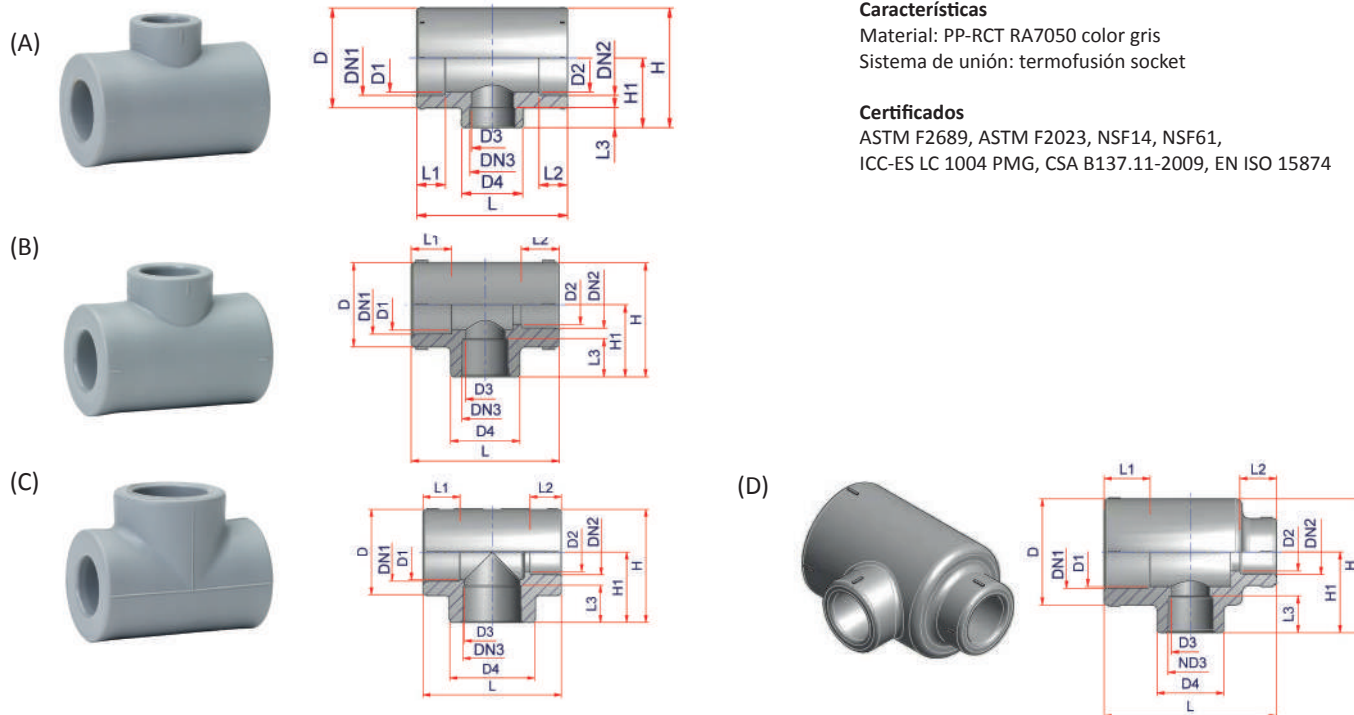 (A)
D
DN1
D1
D2
DN2
H1
H
L3
D3
DN3
D4
L1
L2
L
Características
Material: PP-RCT RA7050 color gris
Sistema de unión: termofusión socket
Certificados
ASTM F2689, ASTM F2023, NSF14, NSF61,
ICC-ES LC 1004 PMG, CSA B137.11-2009, EN ISO 15874
(B)
L1
L2
D
DN1
D1
D2
DN2
H1
H
L3
D3
DN3
D4
L
(C)
L1
L2
D
DN1
D1
D2
DN2
L3
H1
H
D3
DN3
D4
L
(D)
L1
L2
D
DN1
D1
D2
DN2
L3
H1
H
D3
ND3
D4
L